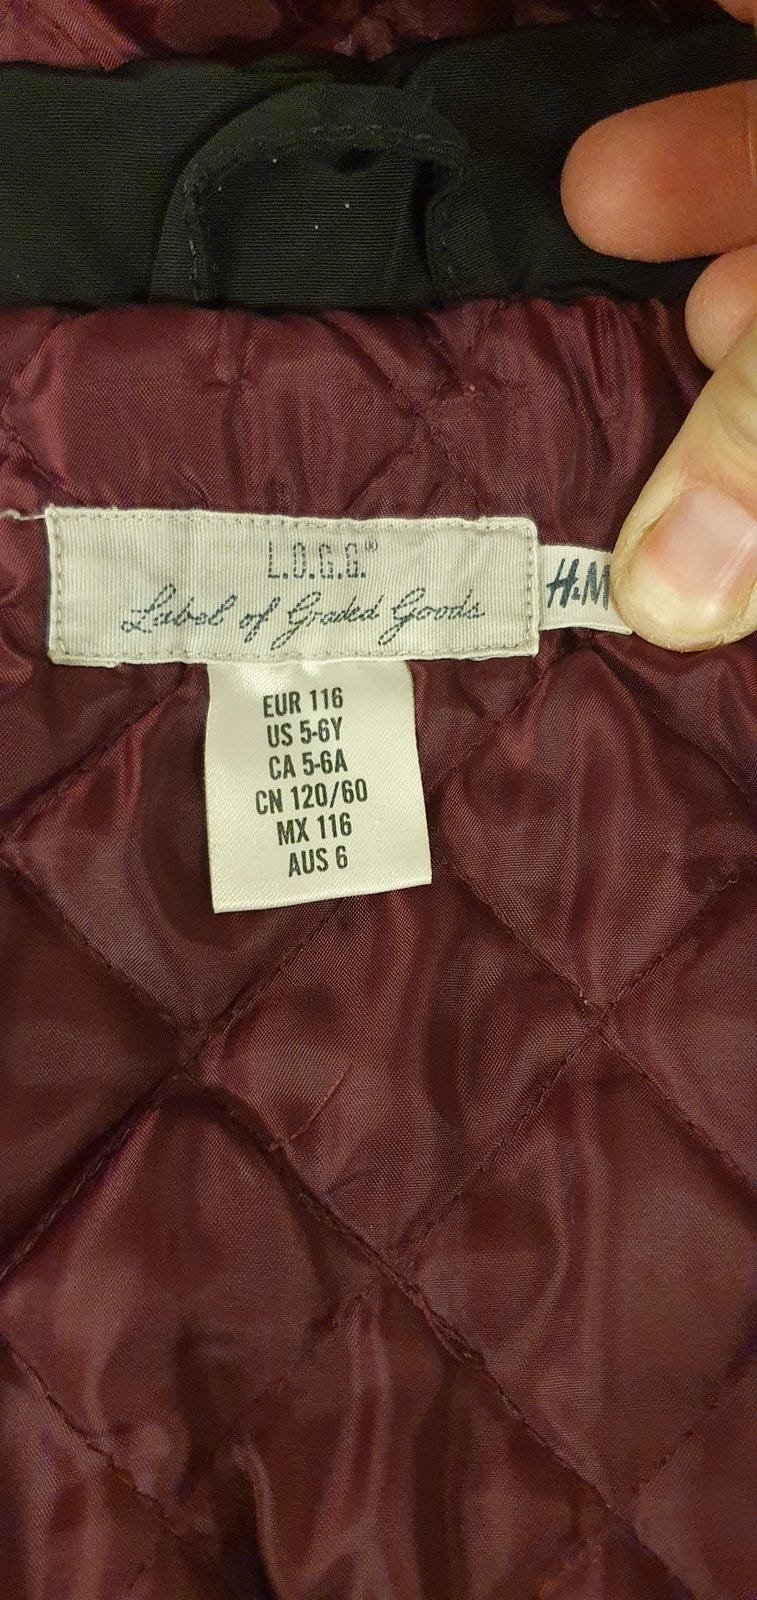 L.O.G.G.®
Label of Graded Goods
H&M
EUR 116
US 5-6Y
CA 5-6A
CN 120/60
MX 116
AUS 6